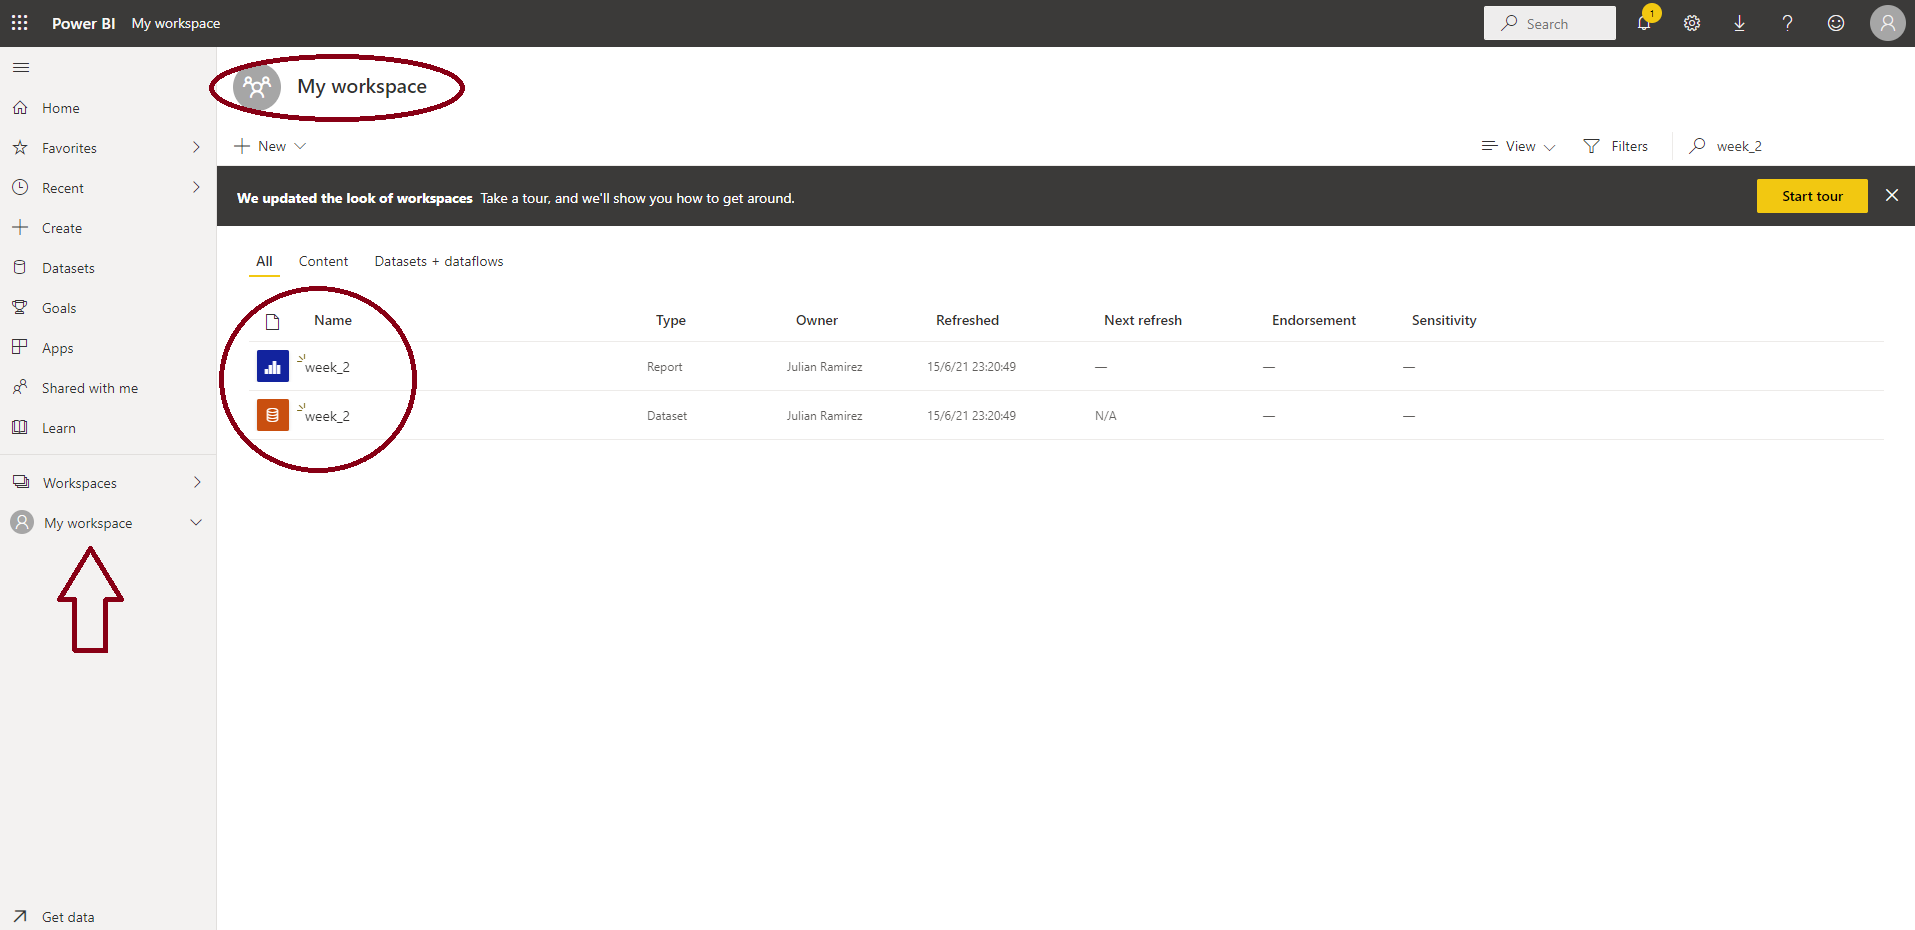 Power BI My workspace Search 1
My workspace
Home
Favorites
Recent
Create
Datasets
Goals
Apps
Shared with me
Learn
Workspaces
My workspace
Get data
New View Filters week_2
We updated the look of workspaces Take a tour, and we'll show you how to get around. Start tour
All Content Datasets + dataflows
Name Type Owner Refreshed Next refresh Endorsement Sensitivity
week_2 Report Julian Ramirez 15/6/21 23:20:49 — — —
week_2 Dataset Julian Ramirez 15/6/21 23:20:49 N/A — —